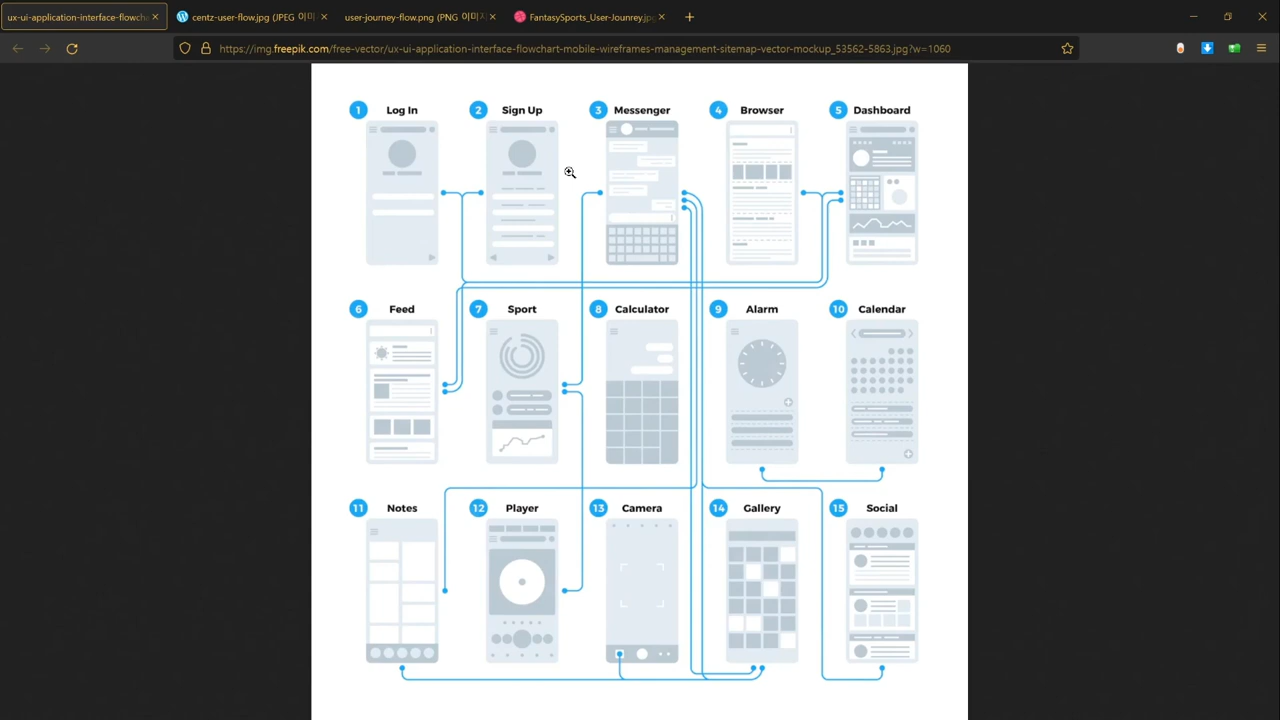 ux-ui-application-interface-flowcha
centz-user-flow.jpg (JPEG 이미
user-journey-flow.png (PNG 이미지
FantasySports_User-Jounrey.jpg
https://img.freepik.com/free-vector/ux-ui-application-interface-flowchart-mobile-wireframes-management-sitemap-vector-mockup_53562-5863.jpg?w=1060
1 Log In
2 Sign Up
3 Messenger
4 Browser
5 Dashboard
6 Feed
7 Sport
8 Calculator
9 Alarm
10 Calendar
11 Notes
12 Player
13 Camera
14 Gallery
15 Social